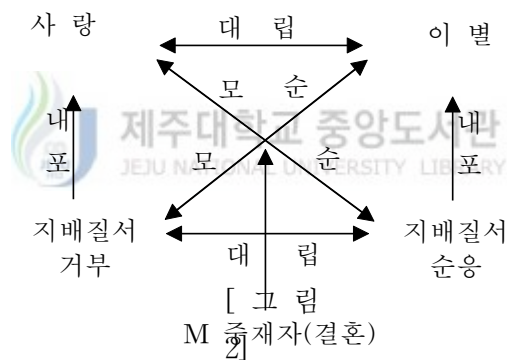 사 랑
대 립
이 별
모 순
내 포
내 포
제주대학교 중앙도서관
JEJU NATIONAL UNIVERSITY LIBRARY
모 순
지배질서 거부
지배질서 순응
대 립
[ 그 림 2]
M 중재자(결혼)